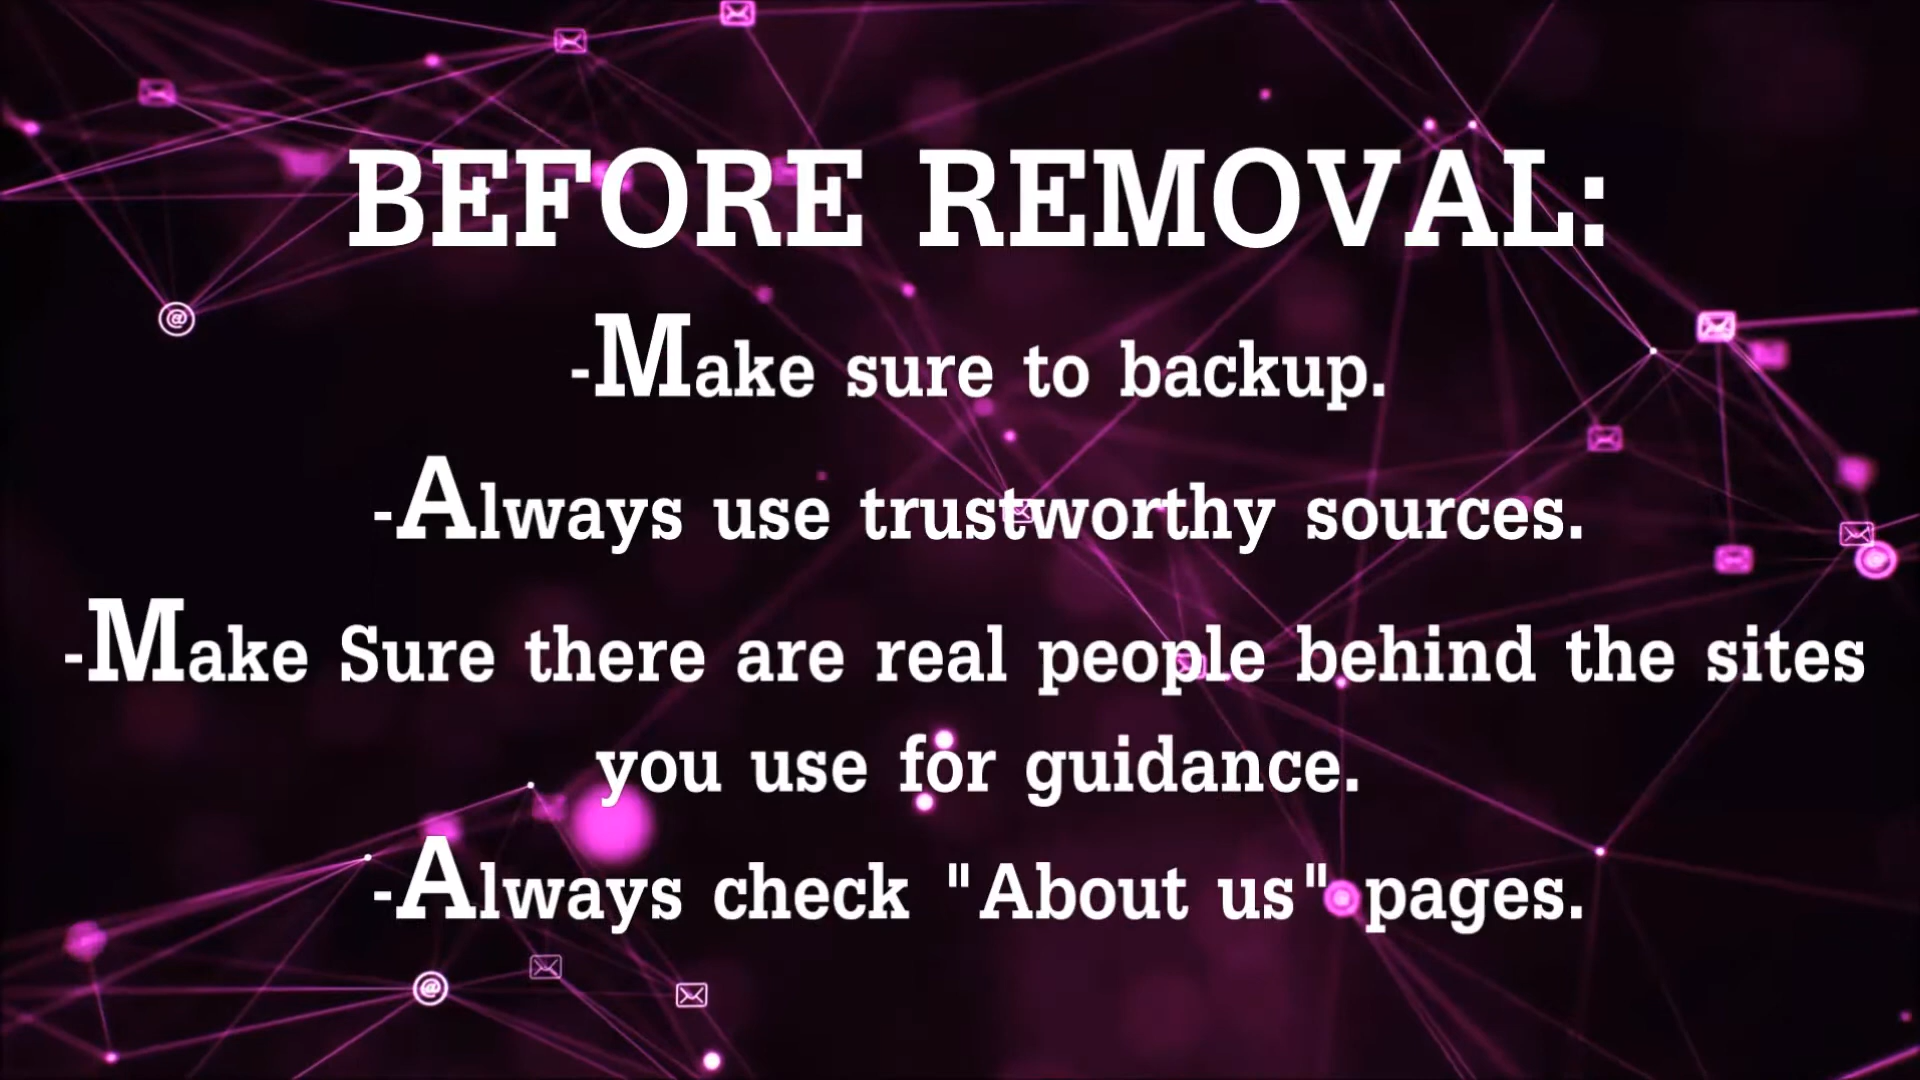 BEFORE REMOVAL:
-Make sure to backup.
-Always use trustworthy sources.
-Make Sure there are real people behind the sites
you use for guidance.
-Always check "About us" pages.